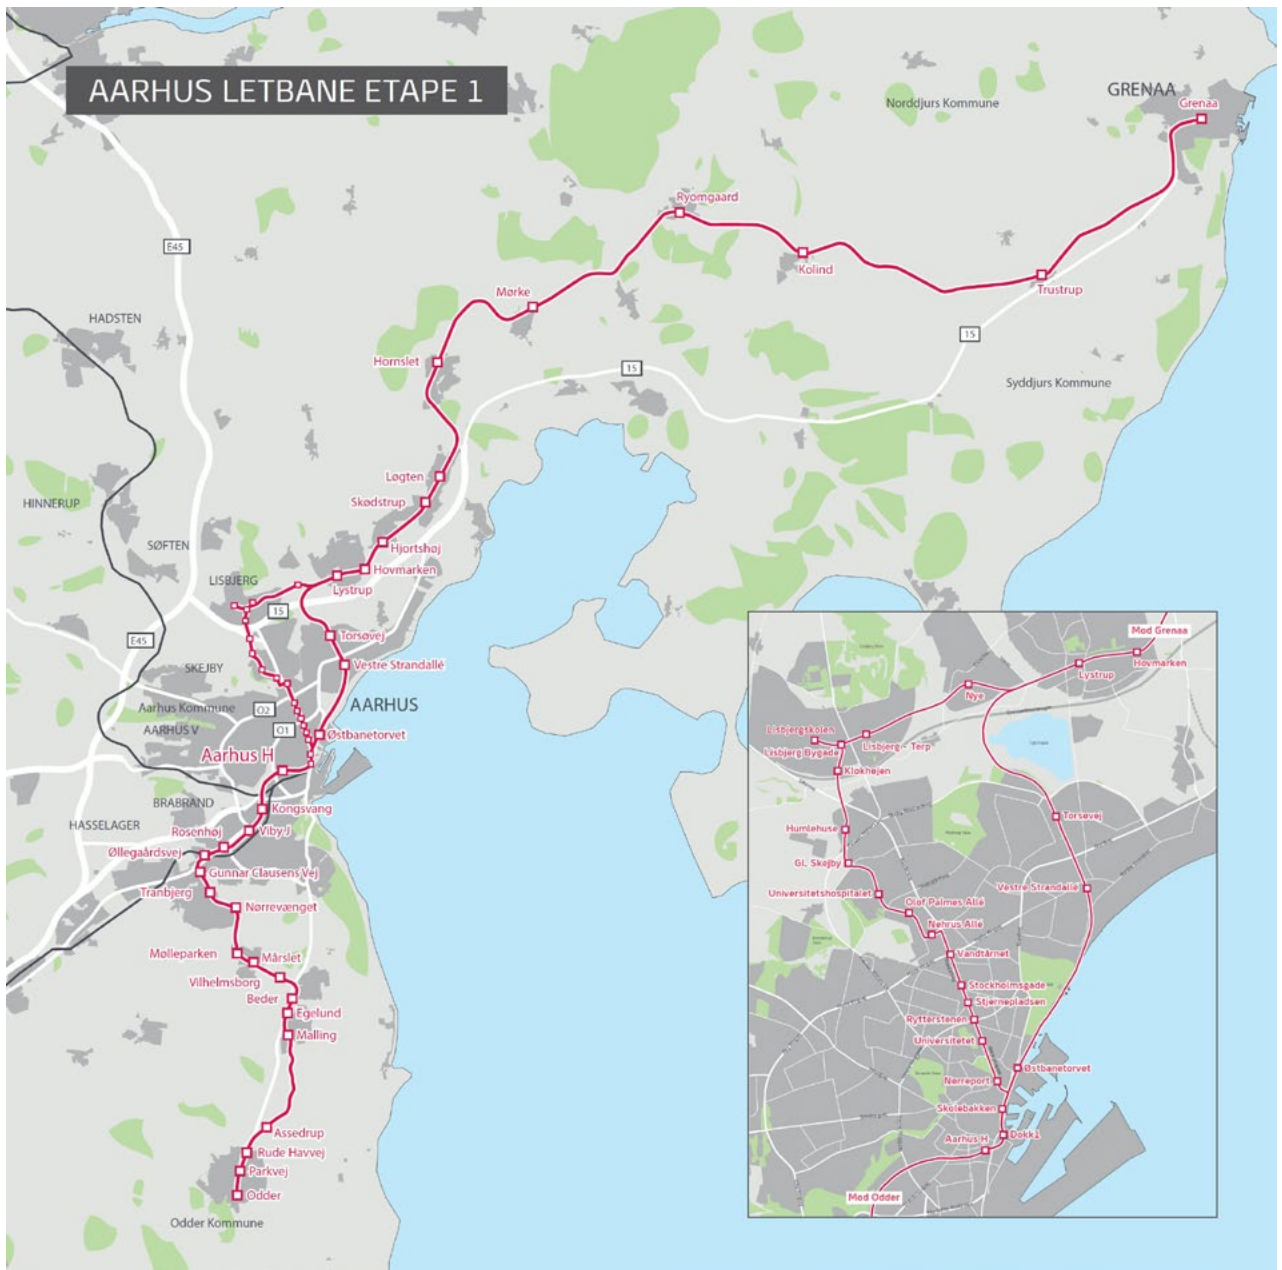 AARHUS LETBANE ETAPE 1
Norddjurs Kommune
GRENAA
Grenaa
Ryomgaard
E45
Kolind
Trustrup
Mørke
HADSTEN
15
Hornslet
15
Syddjurs Kommune
Løgten
HINNERUP
Skødstrup
SØFTEN
Hjortshøj
Hovmarken
LISBJERG
Lystrup
15
E45
Torsøvej
SKEJBY
Vestre Strandallé
Aarhus Kommune
O2
AARHUS
AARHUS V
O1
Østbanetorvet
Aarhus H
BRABRAND
Kongsvang
HASSELAGER
Rosenhøj
Viby J
Øllegaardsvej
Gunnar Clausens Vej
Tranbjerg
Nørrevænget
Mølleparken
Mårslet
Vilhelmsborg
Beder
Egelund
Malling
Assedrup
Rude Havvej
Parkvej
Odder
Odder Kommune
Mod Grenaa
Hovmarken
Lystrup
Nye
Lisbjergskolen
Lisbjerg - Terp
Lisbjerg Bygade
Klokhøjen
Torsøvej
Humlehuse
Gl. Skejby
Vestre Strandallé
Universitetshospitalet
Olof Palmes Allé
Nehrus Allé
Vandtårnet
Stockholmsgade
Stjernepladsen
Rytterstenen
Universitetet
Østbanetorvet
Nørreport
Skolebakken
Dokk1
Aarhus H
Mod Odder